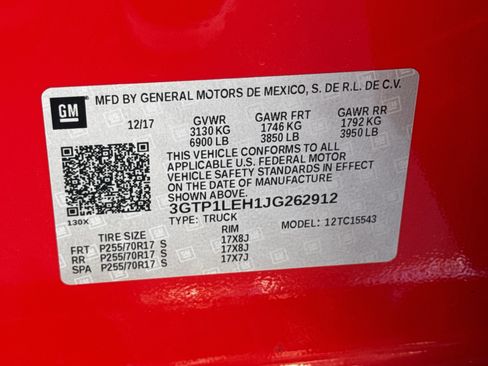 GM
MFD BY GENERAL MOTORS DE MEXICO, S. DE R.L. DE C.V.
12/17
GVWR
3130 KG
6900 LB
GAWR FRT
1746 KG
3850 LB
GAWR RR
1792 KG
3950 LB
THIS VEHICLE CONFORMS TO ALL
APPLICABLE U.S. FEDERAL MOTOR
VEHICLE SAFETY STANDARDS IN EFFECT
ON THE DATE OF MANUFACTURE
SHOWN ABOVE.
3GTP1LEH1JG262912
TYPE: TRUCK
MODEL: 12TC15543
130X
TIRE SIZE
RIM
FRT P255/70R17 S 17X8J
RR P255/70R17 S 17X8J
SPA P255/70R17 S 17X7J